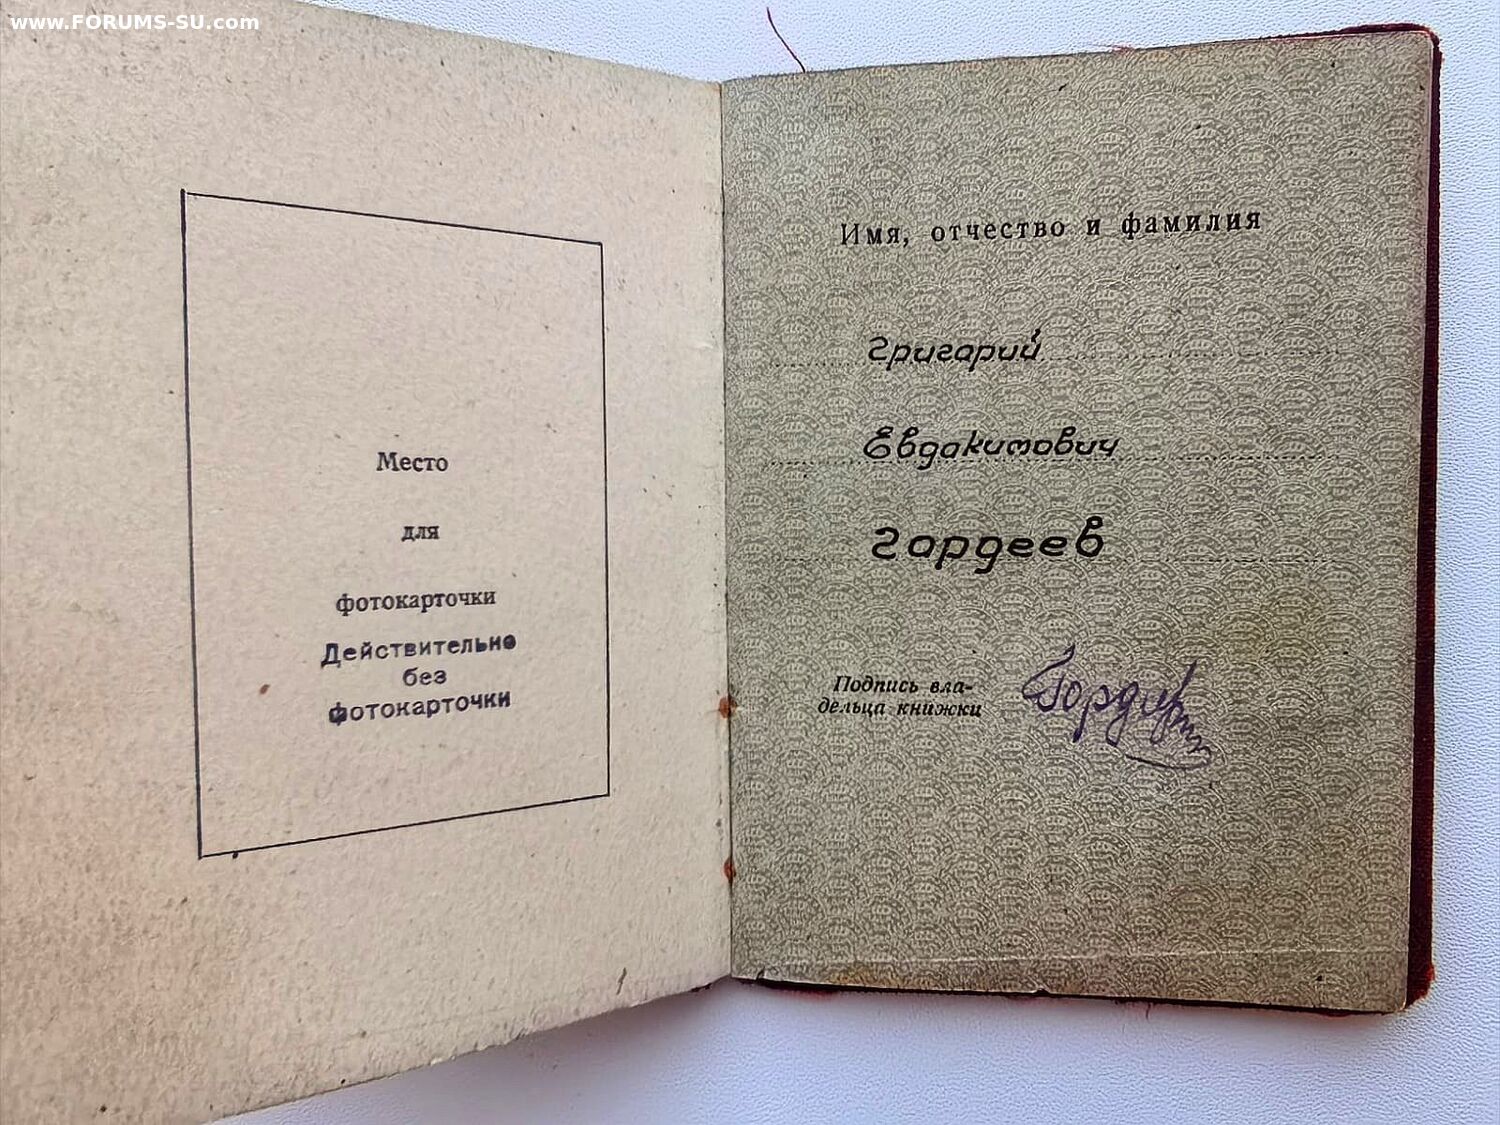 www.FORUMS-SU.com
Место
для
фотокарточки
Действительно
без
фотокарточки
Имя, отчество и фамилия
Григорий
Евдокимович
Гордеев
Подпись вла-
дельца книжки